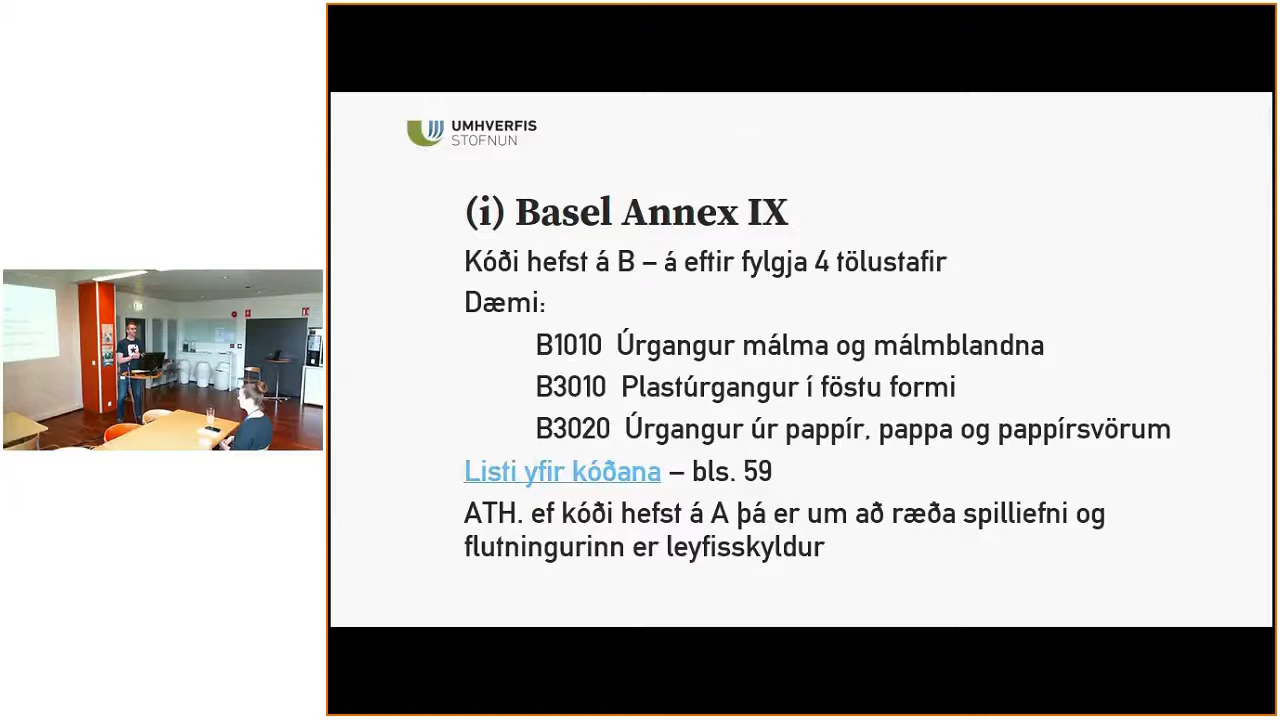 UMHVERFIS
STOFNUN
(i) Basel Annex IX
Kóði hefst á B – á eftir fylgja 4 tölustafir
Dæmi:
B1010 Úrgangur málma og málmblandna
B3010 Plastúrgangur í föstu formi
B3020 Úrgangur úr pappír, pappa og pappírsvörum
Listi yfir kóðana – bls. 59
ATH. ef kóði hefst á A þá er um að ræða spilliefni og
flutningurinn er leyfisskyldur